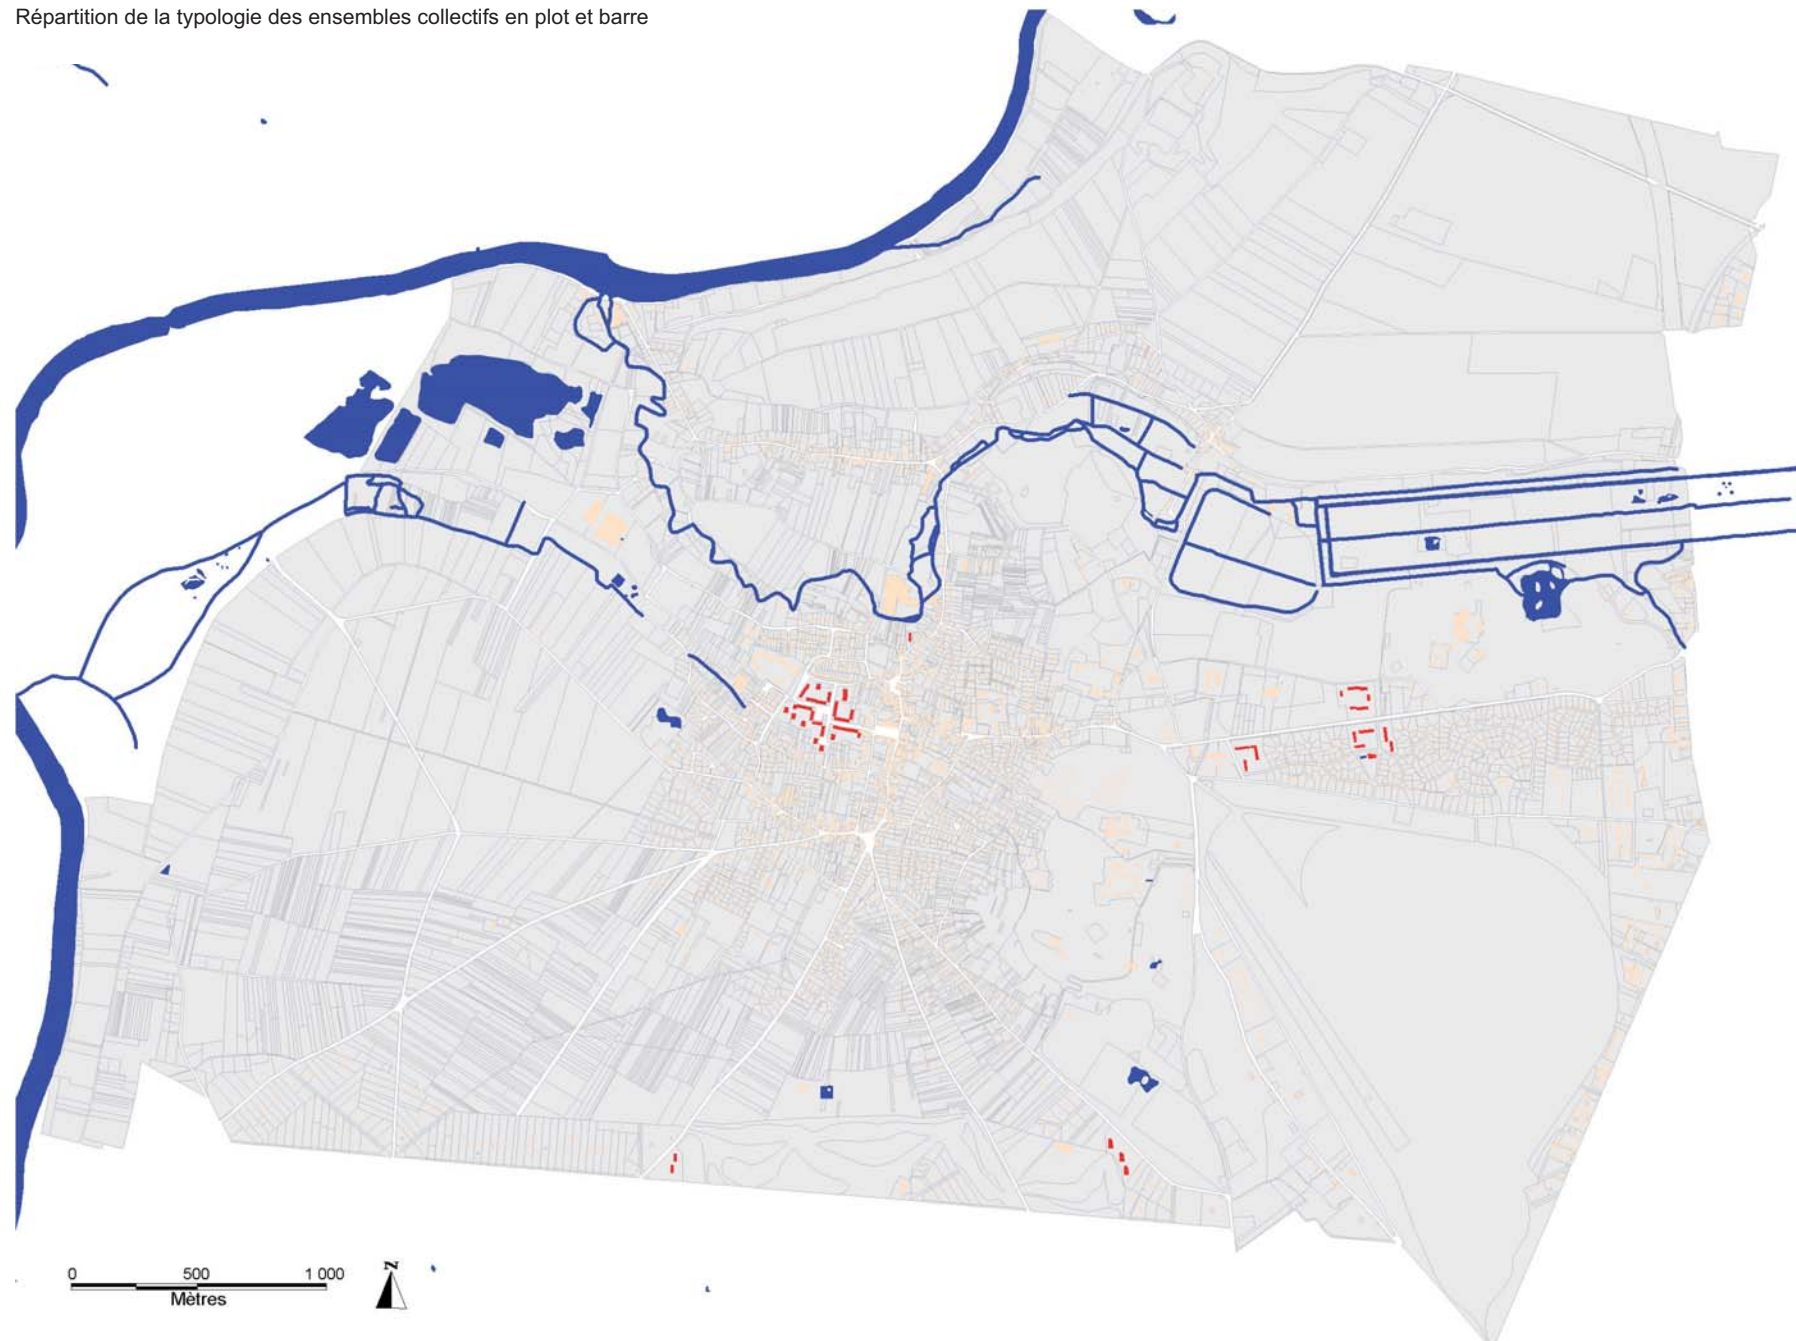 Répartition de la typologie des ensembles collectifs en plot et barre
0 500 1 000
Mètres
N